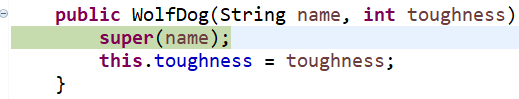 public WolfDog(String name, int toughness)
super(name);
this.toughness = toughness;
}